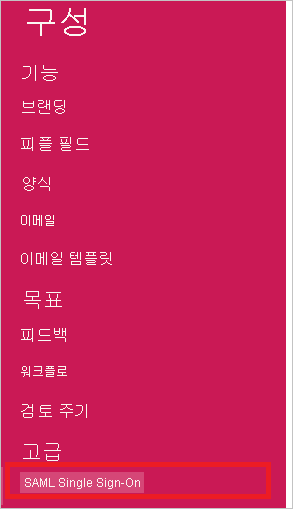 구성
기능
브랜딩
피플 필드
양식
이메일
이메일 템플릿
목표
피드백
워크플로
검토 주기
고급
SAML Single Sign-On